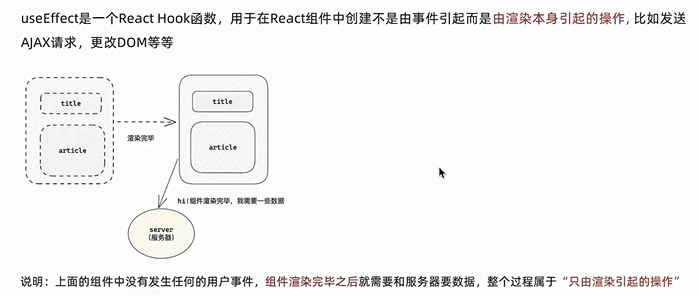 useEffect是一个React Hook函数，用于在React组件中创建不是由事件引起而是由渲染本身引起的操作, 比如发送
AJAX请求，更改DOM等等
title
article
渲染完毕
title
article
hi!组件渲染完毕，我需要一些数据
server
(服务器)
说明：上面的组件中没有发生任何的用户事件，组件渲染完毕之后就需要和服务器要数据，整个过程属于“只由渲染引起的操作”